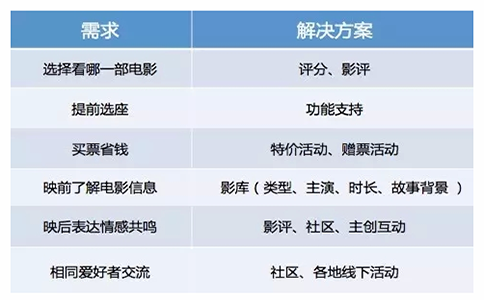 需求 解决方案
选择看哪一部电影 评分、影评
提前选座 功能支持
买票省钱 特价活动、赠票活动
映前了解电影信息 影库（类型、主演、时长、故事背景 ）
映后表达情感共鸣 影评、社区、主创互动
相同爱好者交流 社区、各地线下活动